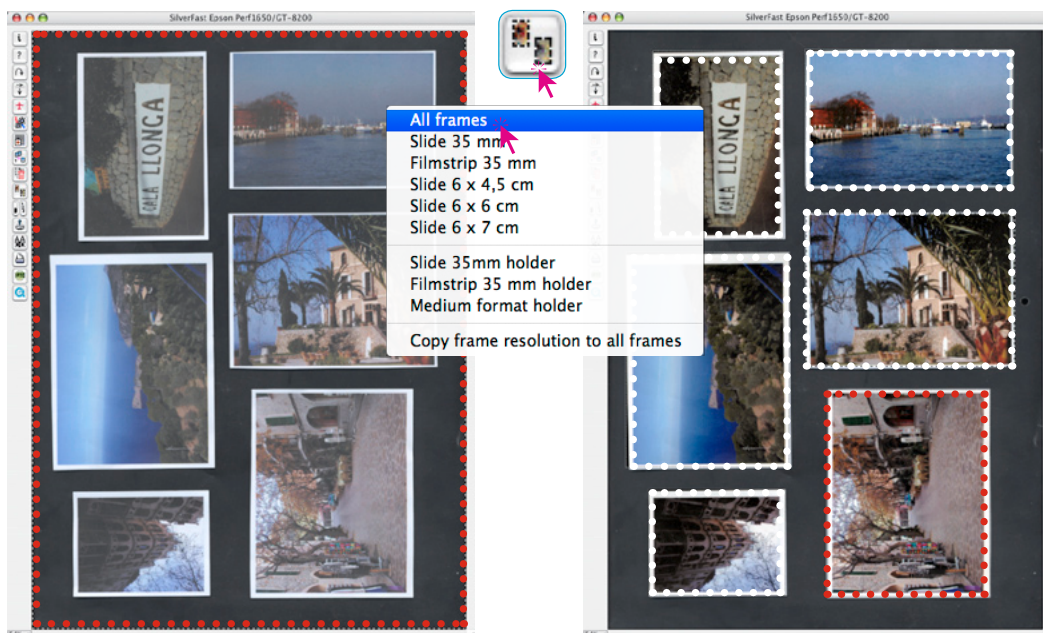 SilverFast Epson Perf1650/GT-8200
SilverFast Epson Perf1650/GT-8200
CALA LLONCA
All frames
Slide 35 mm
Filmstrip 35 mm
Slide 6 x 4,5 cm
Slide 6 x 6 cm
Slide 6 x 7 cm
Slide 35mm holder
Filmstrip 35 mm holder
Medium format holder
Copy frame resolution to all frames
CALA LLONCA